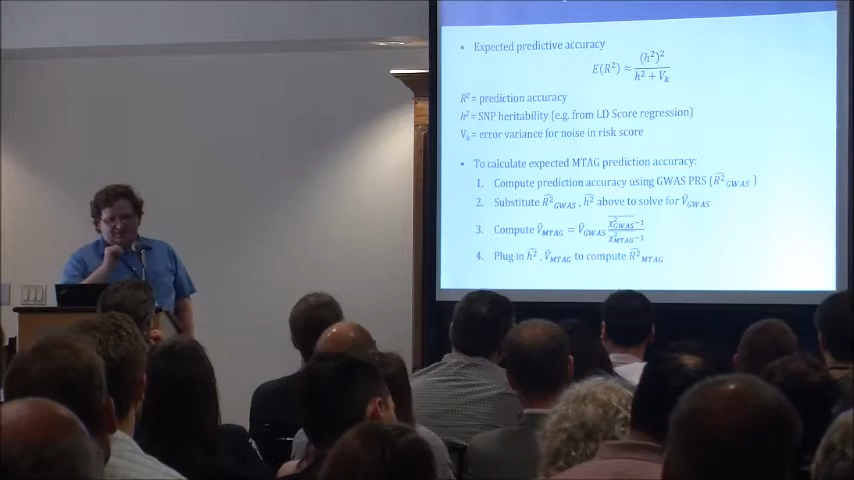 • Expected predictive accuracy
E(R²) ≈ (h²)² / (h² + Vₖ)
R² = prediction accuracy
h² = SNP heritability (e.g. from LD Score regression)
Vₖ = error variance for noise in risk score
• To calculate expected MTAG prediction accuracy:
1. Compute prediction accuracy using GWAS PRS (R̂²_GWAS)
2. Substitute R̂²_GWAS, ĥ² above to solve for V̂_GWAS
3. Compute V̂_MTAG = V̂_GWAS (χ̄²_GWAS − 1) / (χ̄²_MTAG − 1)
4. Plug in ĥ², V̂_MTAG to compute R̂²_MTAG